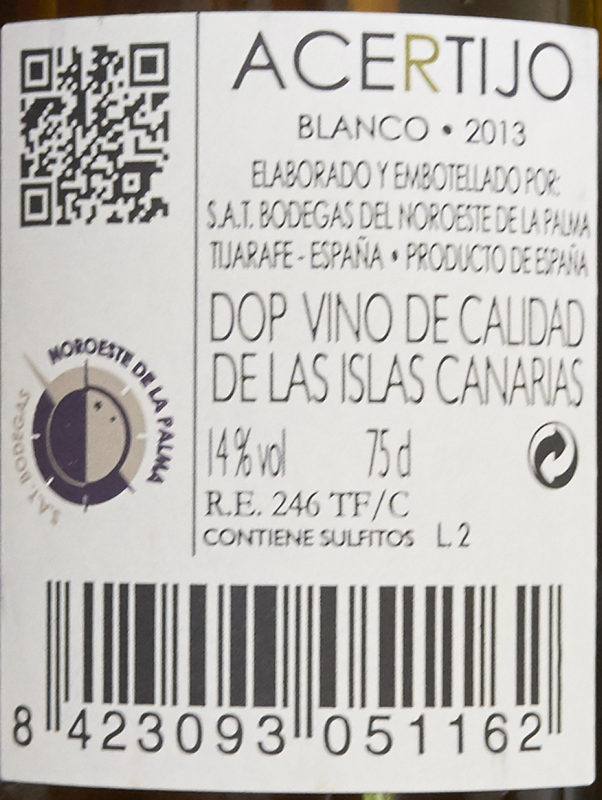 ACERTIJO
BLANCO • 2013
ELABORADO Y EMBOTELLADO POR:
S.A.T. BODEGAS DEL NOROESTE DE LA PALMA
TIJARAFE - ESPAÑA • PRODUCTO DE ESPAÑA
DOP VINO DE CALIDAD
DE LAS ISLAS CANARIAS
14 % vol 75 cl
R.E. 246 TF/C
CONTIENE SULFITOS L.2
S.A.T. BODEGAS
NOROESTE DE LA PALMA
8 423093 051162